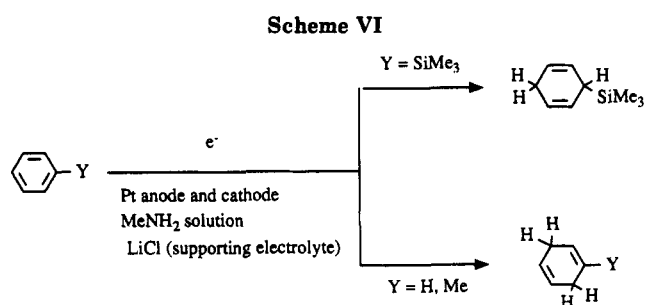 Scheme VI
Y = SiMe3
H H
H SiMe3
e-
Y
Pt anode and cathode
MeNH2 solution
LiCl (supporting electrolyte)
H H
Y
Y = H, Me
H H